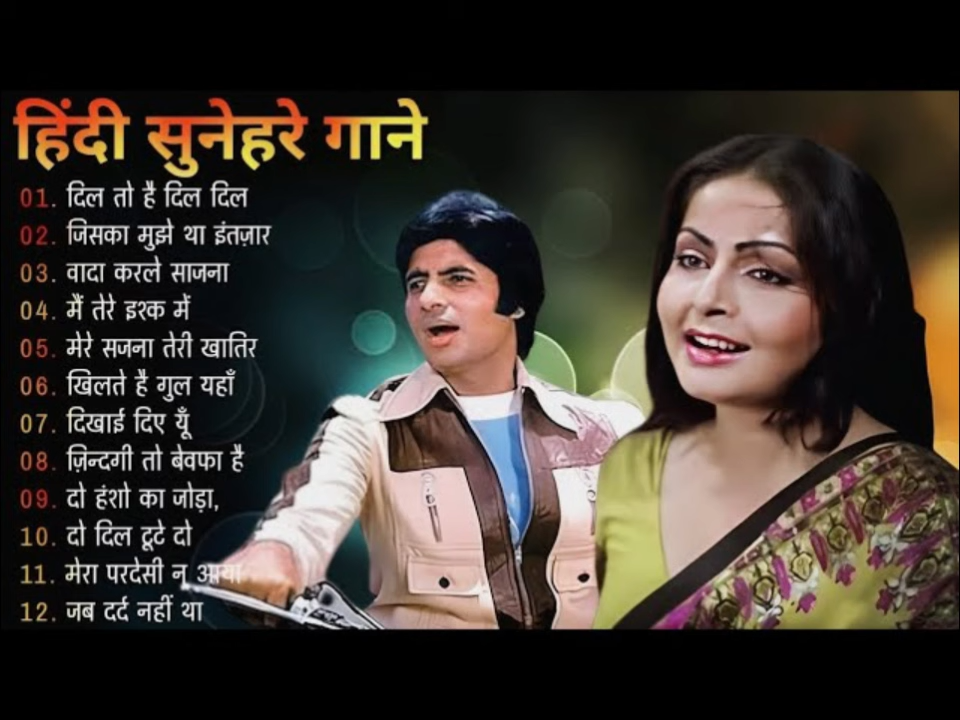 हिंदी सुनेहरे गाने
01. दिल तो है दिल दिल
02. जिसका मुझे था इंतज़ार
03. वादा करले साजना
04. मैं तेरे इश्क में
05. मेरे सजना तेरी खातिर
06. खिलते है गुल यहाँ
07. दिखाई दिए यूँ
08. ज़िन्दगी तो बेवफा है
09. दो हंशो का जोड़ा,
10. दो दिल टूटे दो
11. मेरा परदेसी न आया
12. जब दर्द नहीं था